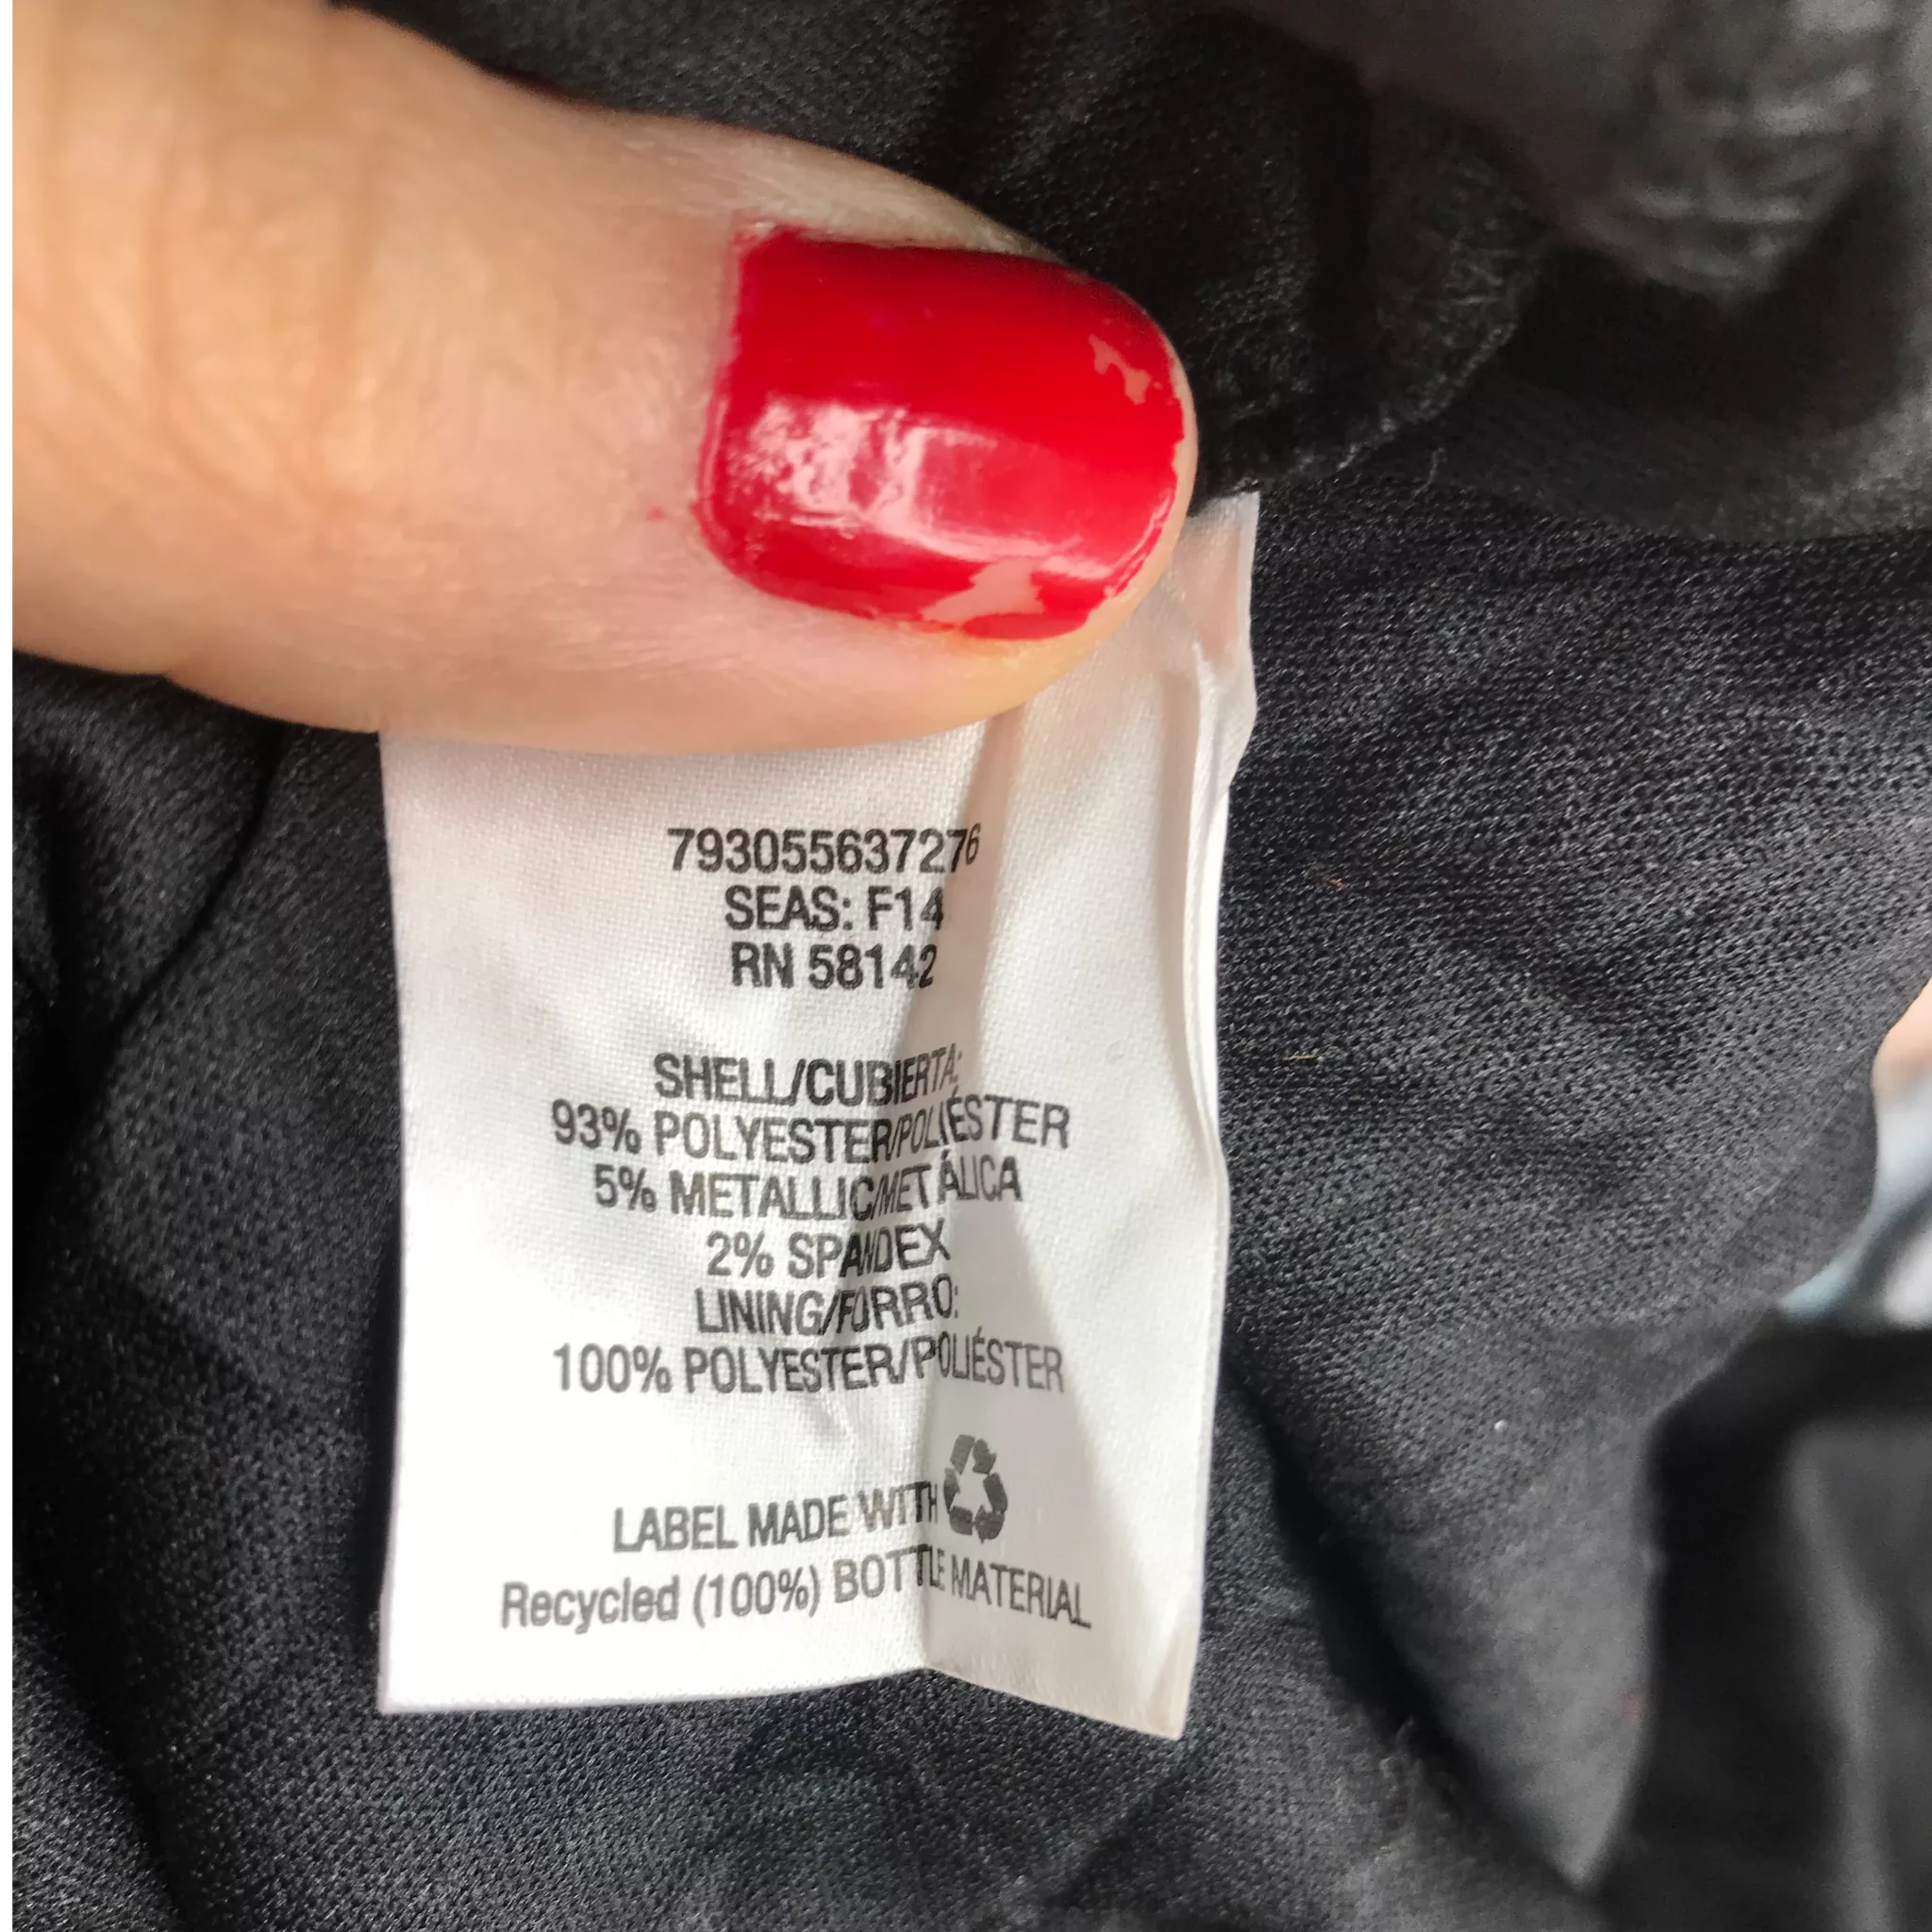 793055637276
SEAS: F14
RN 58142
SHELL/CUBIERTA:
93% POLYESTER/POLIÉSTER
5% METALLIC/METÁLICA
2% SPANDEX
LINING/FORRO:
100% POLYESTER/POLIÉSTER
LABEL MADE WITH
Recycled (100%) BOTTLE MATERIAL